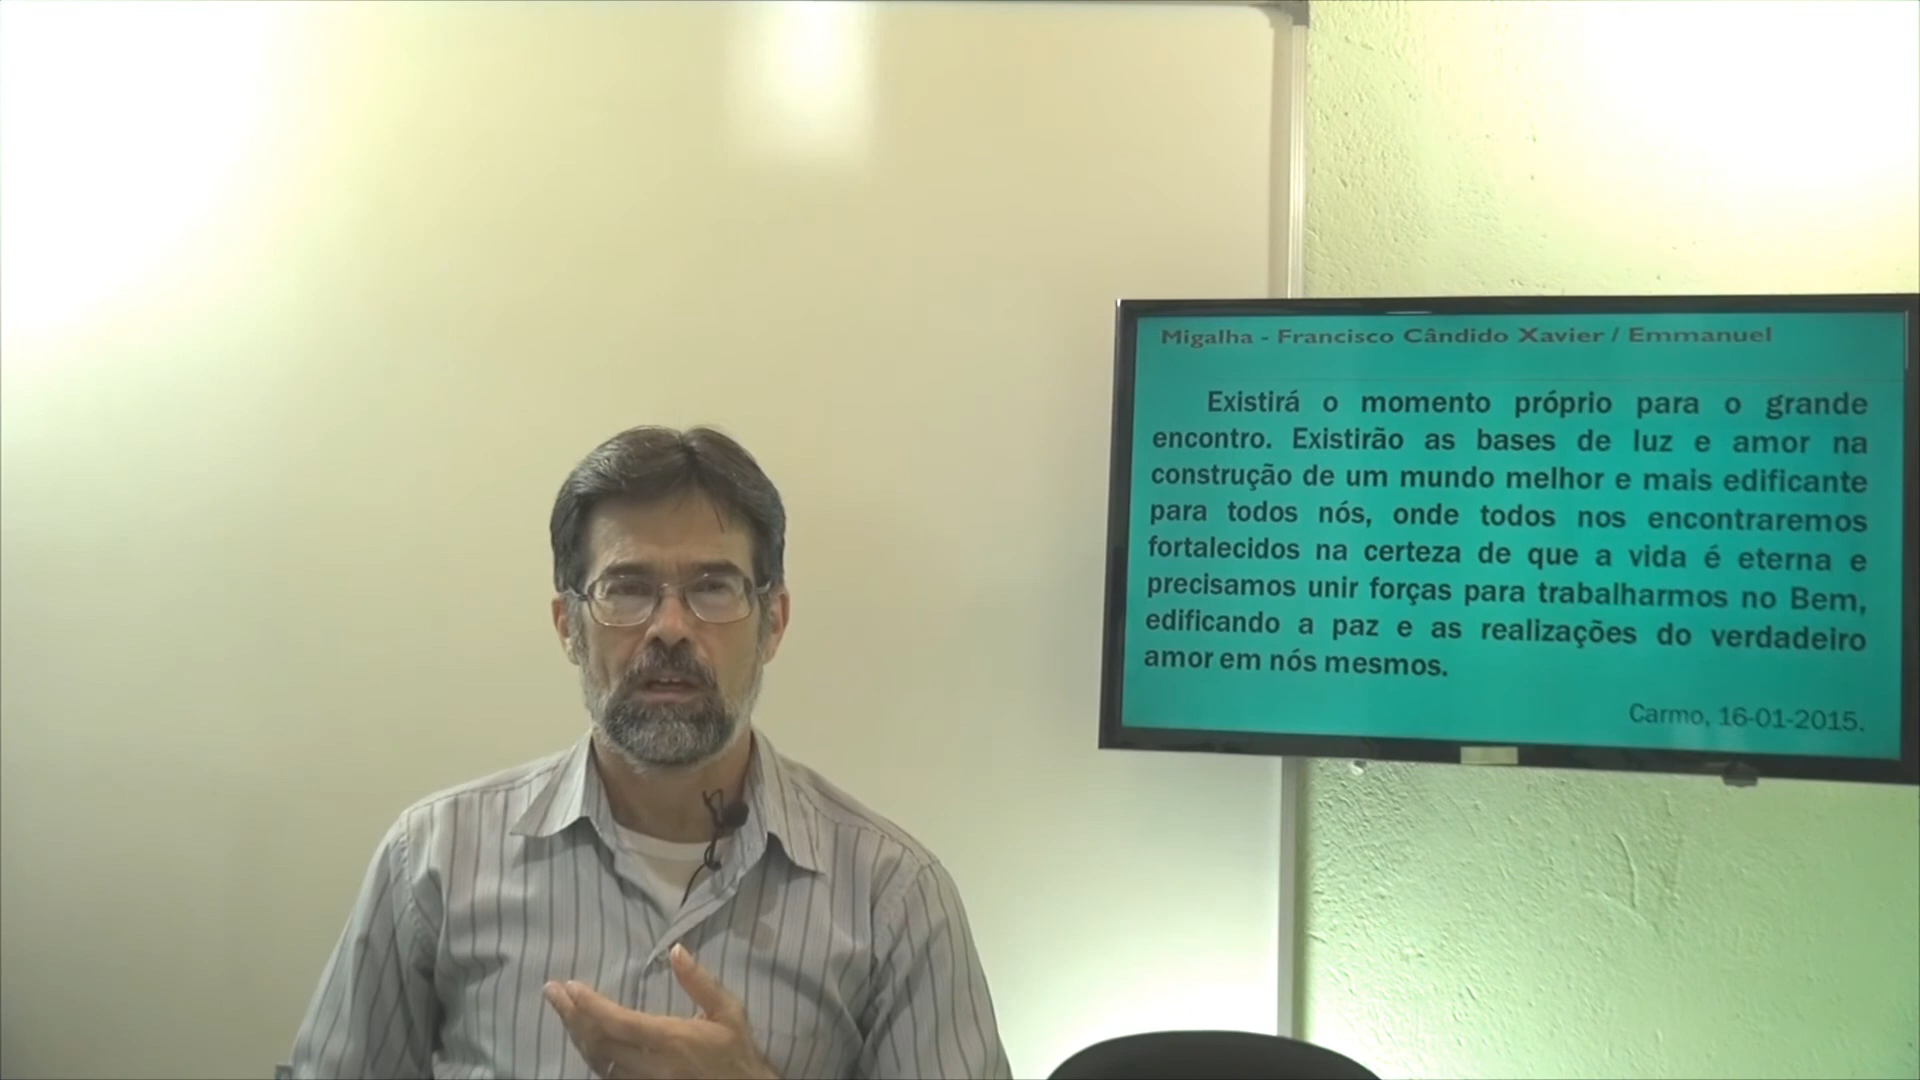 Migalha - Francisco Cândido Xavier / Emmanuel
Existirá o momento próprio para o grande
encontro. Existirão as bases de luz e amor na
construção de um mundo melhor e mais edificante
para todos nós, onde todos nos encontraremos
fortalecidos na certeza de que a vida é eterna e
precisamos unir forças para trabalharmos no Bem,
edificando a paz e as realizações do verdadeiro
amor em nós mesmos.
Carmo, 16-01-2015.